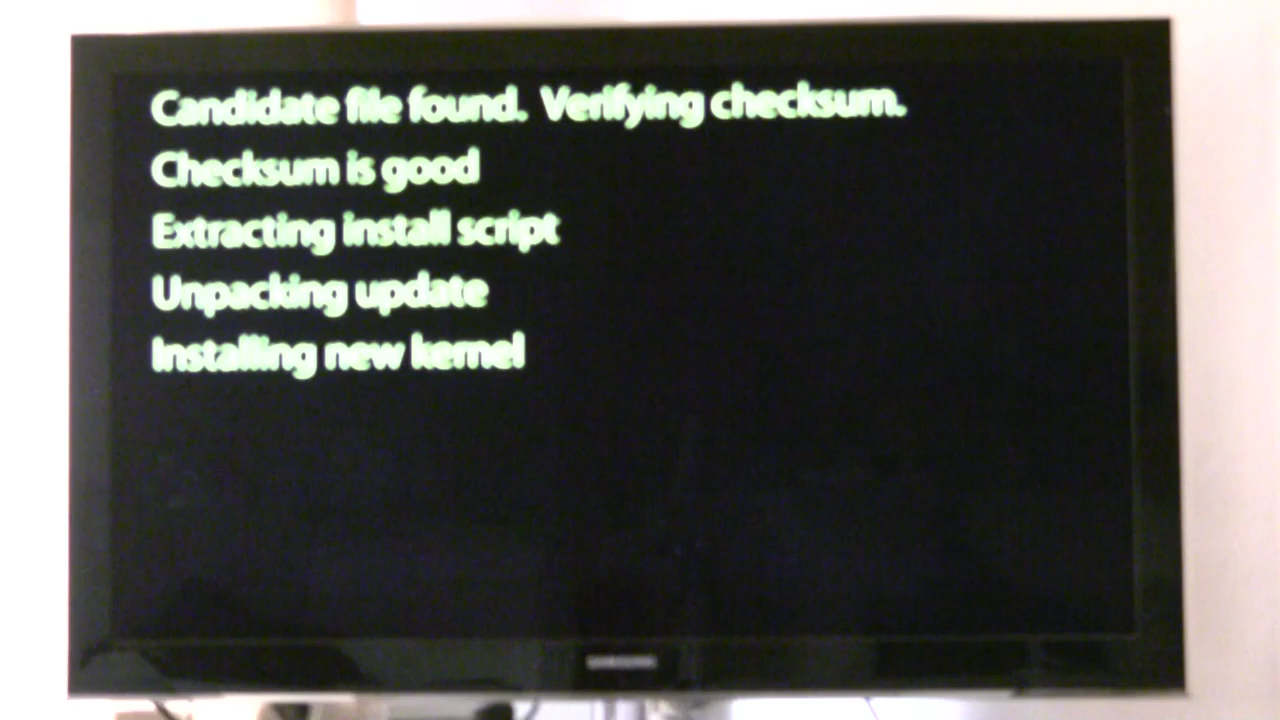 Candidate file found.  Verifying checksum.
Checksum is good
Extracting install script
Unpacking update
Installing new kernel